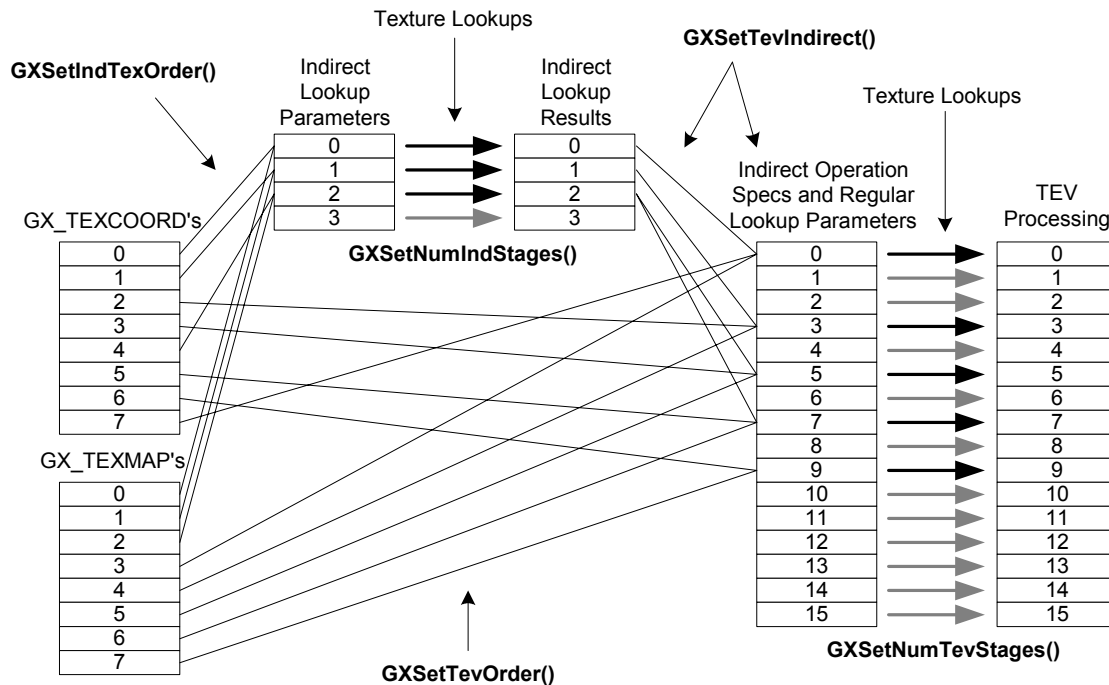 Texture Lookups
GXSetIndTexOrder()
Indirect
Lookup
Parameters
0
1
2
3
Indirect
Lookup
Results
0
1
2
3
GXSetNumIndStages()
GXSetTevIndirect()
Texture Lookups
GX_TEXCOORD's
0
1
2
3
4
5
6
7
GX_TEXMAP's
0
1
2
3
4
5
6
7
GXSetTevOrder()
Indirect Operation
Specs and Regular
Lookup Parameters
0
1
2
3
4
5
6
7
8
9
10
11
12
13
14
15
TEV
Processing
0
1
2
3
4
5
6
7
8
9
10
11
12
13
14
15
GXSetNumTevStages()